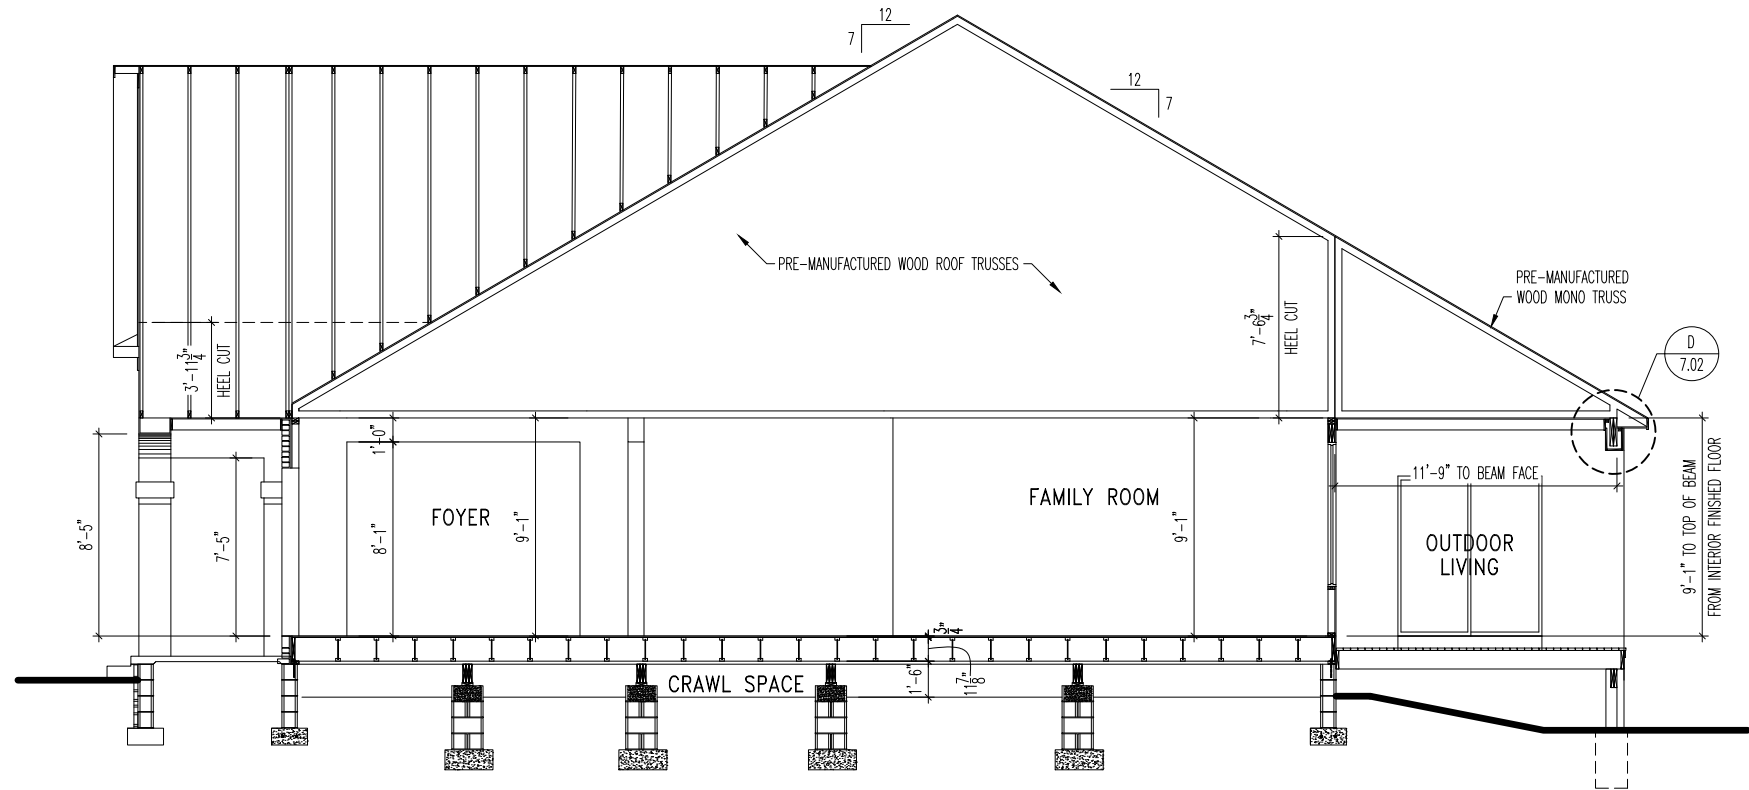 12
7
12
7
PRE-MANUFACTURED WOOD ROOF TRUSSES
PRE-MANUFACTURED
WOOD MONO TRUSS
7'-6 3/4"
HEEL CUT
3'-11 3/4"
HEEL CUT
D
7.02
1'-0"
11'-9" TO BEAM FACE
FAMILY ROOM
FOYER
8'-5"
7'-5"
8'-1"
9'-1"
9'-1"
OUTDOOR
LIVING
9'-1" TO TOP OF BEAM
FROM INTERIOR FINISHED FLOOR
3/4"
CRAWL SPACE
1'-6"
11 7/8"